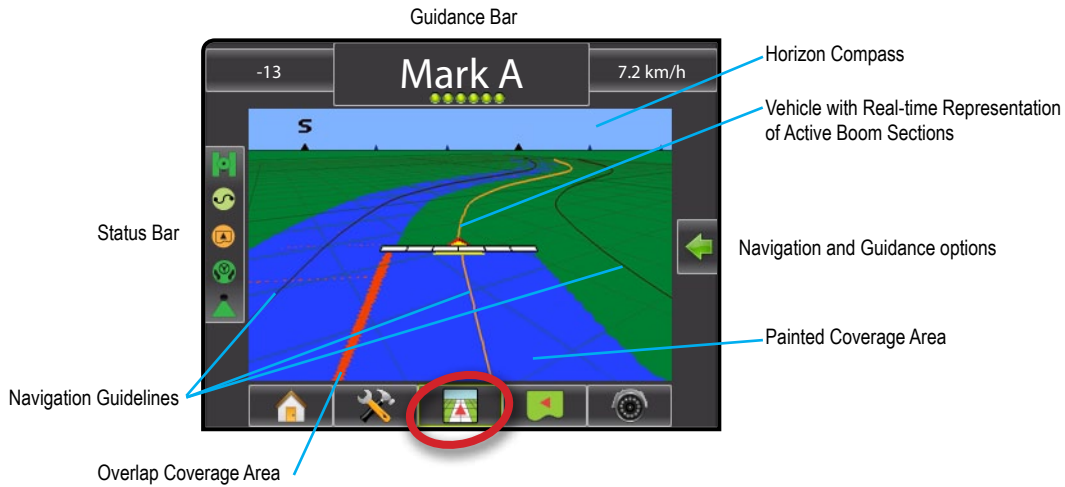 Guidance Bar
-13
Mark A
7.2 km/h
Horizon Compass
Vehicle with Real-time Representation
of Active Boom Sections
S
Status Bar
Navigation and Guidance options
Painted Coverage Area
Navigation Guidelines
Overlap Coverage Area